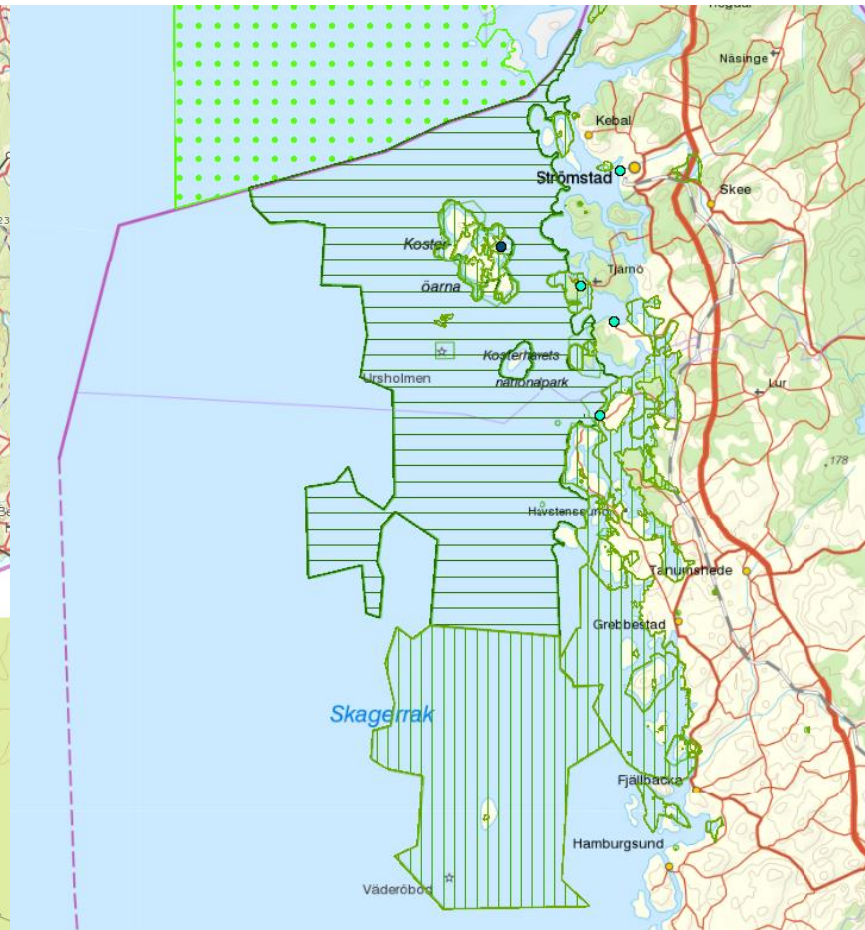 Näsinge
Kebal
Strömstad
Skee
Koster-
öarna
Tjärnö
Ursholmen
Kosterhavets
nationalpark
Lur
178
Havstenssund
Tanumshede
Grebbestad
Skagerrak
Fjällbacka
Hamburgsund
Väderöbod